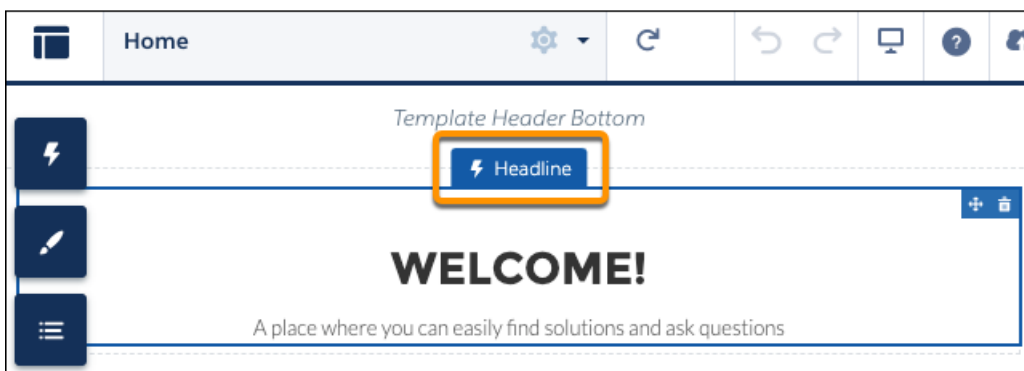 Home
?
Template Header Bottom
Headline
WELCOME!
A place where you can easily find solutions and ask questions